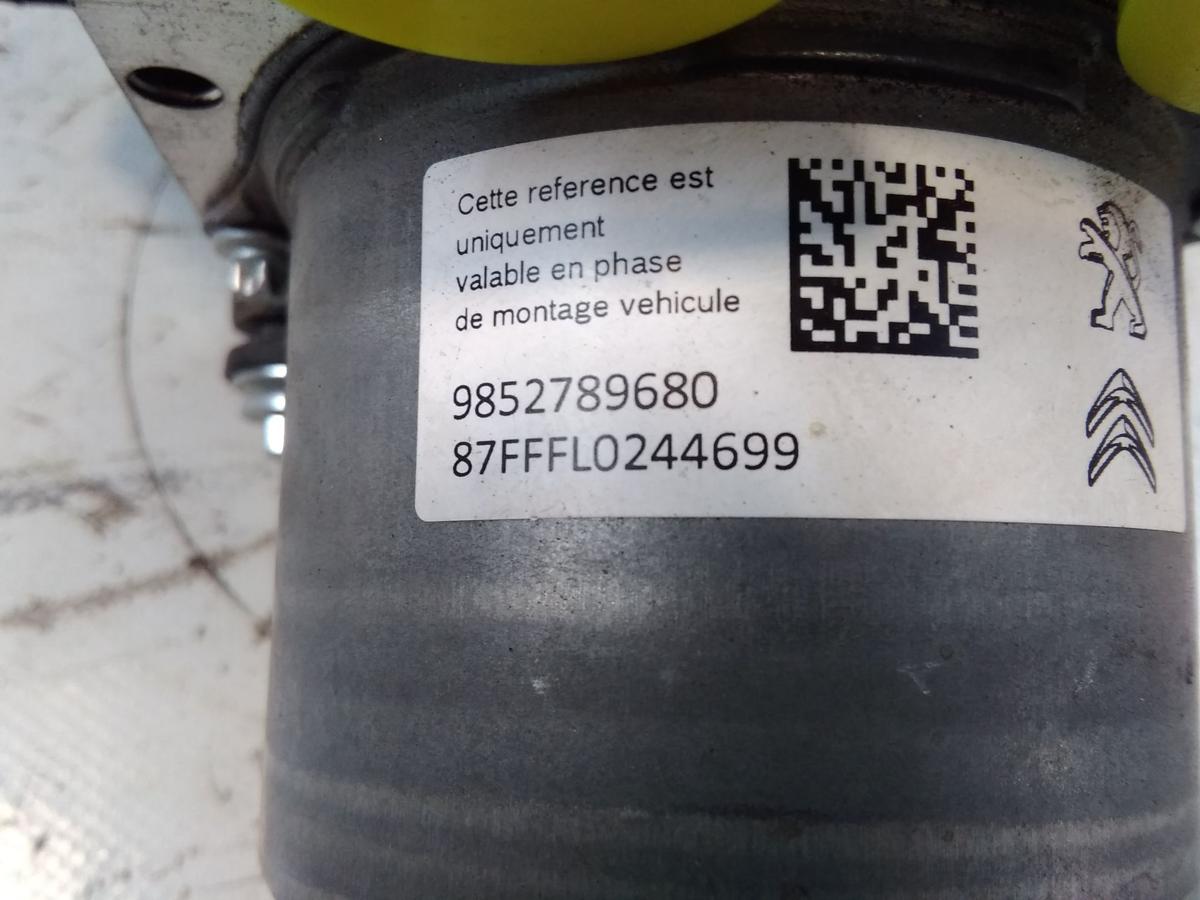 Cette reference est
uniquement
valable en phase
de montage vehicule
9852789680
87FFFL0244699